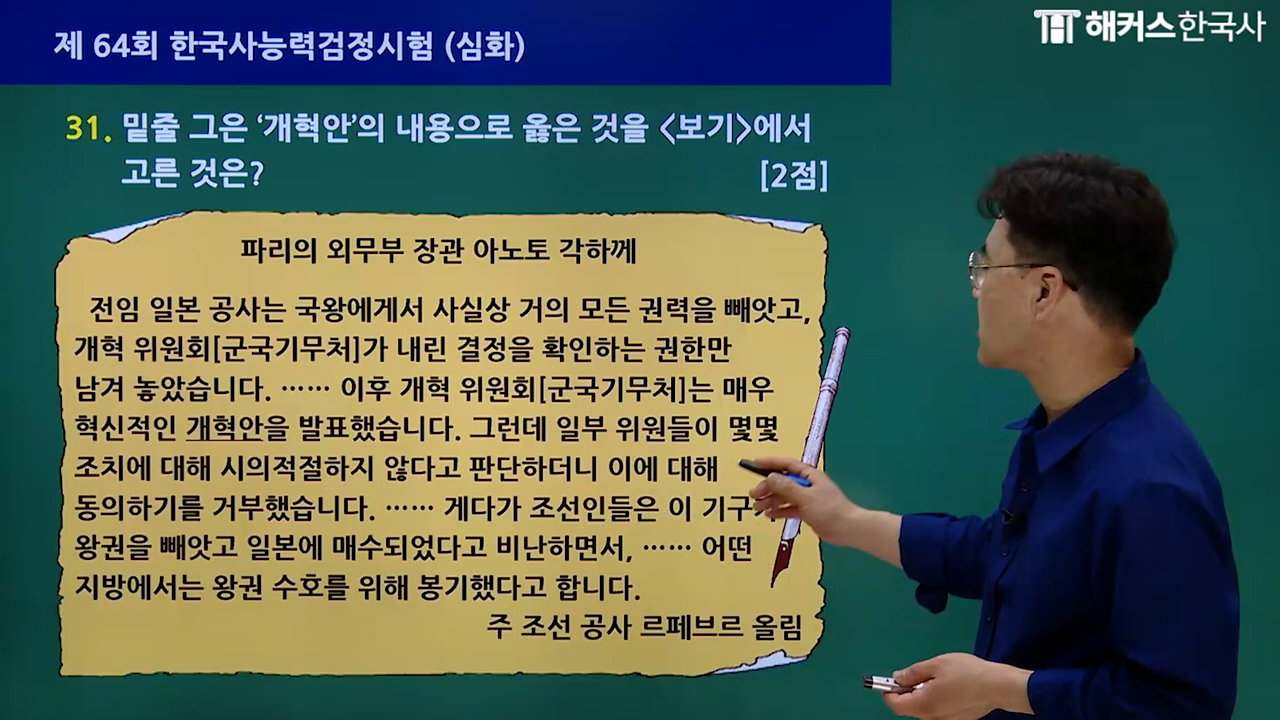 제 64회 한국사능력검정시험 (심화)
해커스한국사
31. 밑줄 그은 ‘개혁안’의 내용으로 옳은 것을 <보기>에서
고른 것은? [2점]
파리의 외무부 장관 아노토 각하께
전임 일본 공사는 국왕에게서 사실상 거의 모든 권력을 빼앗고,
개혁 위원회[군국기무처]가 내린 결정을 확인하는 권한만
남겨 놓았습니다. …… 이후 개혁 위원회[군국기무처]는 매우
혁신적인 개혁안을 발표했습니다. 그런데 일부 위원들이 몇몇
조치에 대해 시의적절하지 않다고 판단하더니 이에 대해
동의하기를 거부했습니다. …… 게다가 조선인들은 이 기구
왕권을 빼앗고 일본에 매수되었다고 비난하면서, …… 어떤
지방에서는 왕권 수호를 위해 봉기했다고 합니다.
주 조선 공사 르페브르 올림